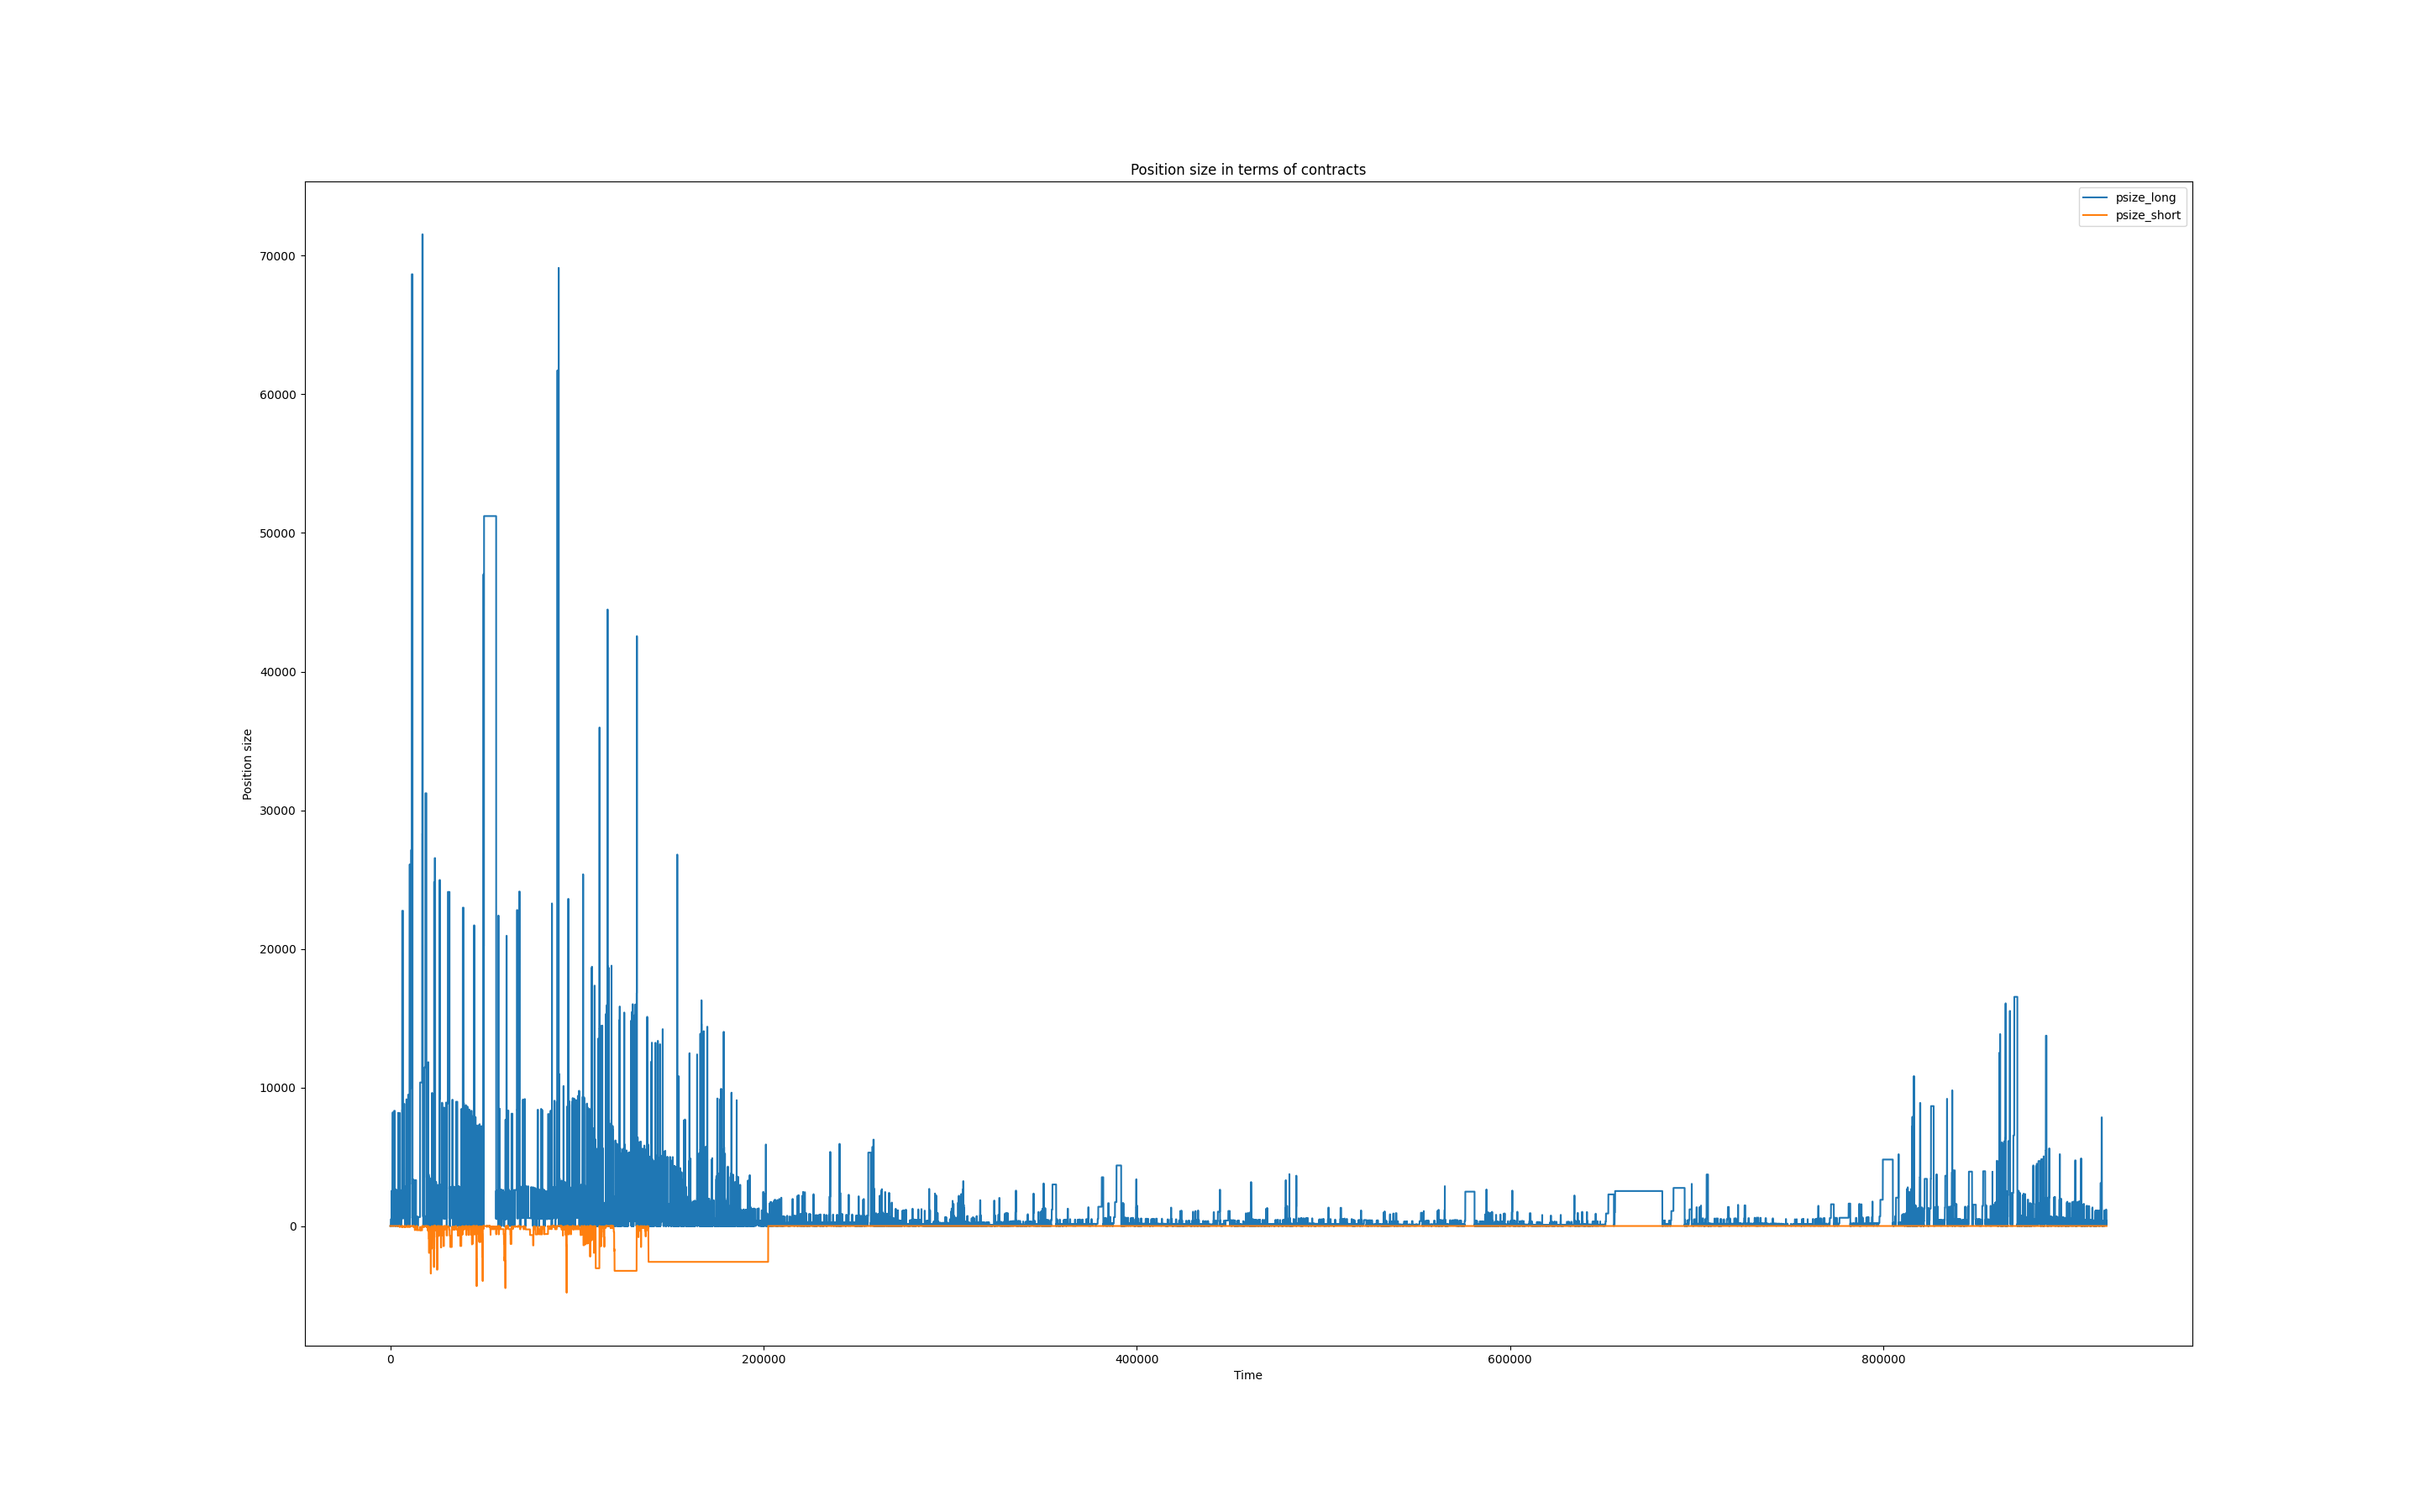 Position size in terms of contracts
psize_long
psize_short
70000
60000
50000
40000
30000
20000
10000
0
Position size
0 200000 400000 600000 800000
Time